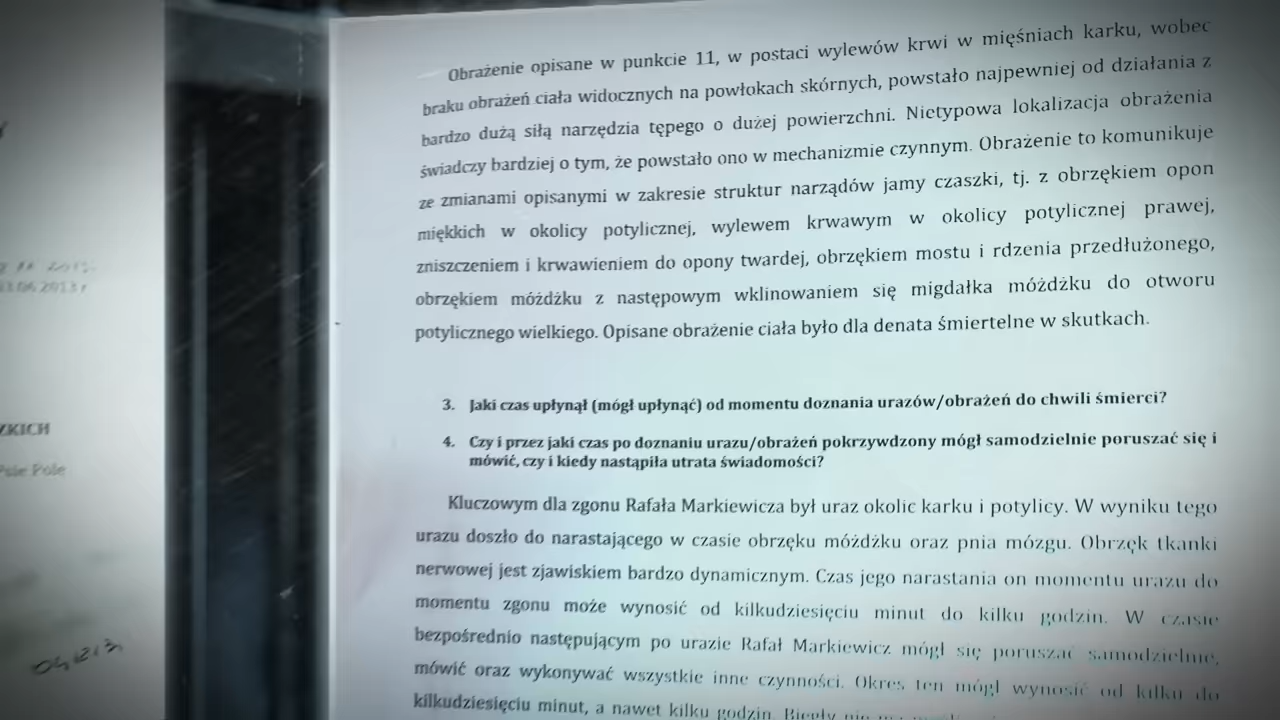 03.06.2013 r
ZKICH
Psie Pole
Obrażenie opisane w punkcie 11, w postaci wylewów krwi w mięśniach karku, wobec
braku obrażeń ciała widocznych na powłokach skórnych, powstało najpewniej od działania z
bardzo dużą siłą narzędzia tępego o dużej powierzchni. Nietypowa lokalizacja obrażenia
świadczy bardziej o tym, że powstało ono w mechanizmie czynnym. Obrażenie to komunikuje
ze zmianami opisanymi w zakresie struktur narządów jamy czaszki, tj. z obrzękiem opon
miękkich w okolicy potylicznej, wylewem krwawym w okolicy potylicznej prawej,
zniszczeniem i krwawieniem do opony twardej, obrzękiem mostu i rdzenia przedłużonego,
obrzękiem móżdżku z następowym wklinowaniem się migdałka móżdżku do otworu
potylicznego wielkiego. Opisane obrażenie ciała było dla denata śmiertelne w skutkach.
3. Jaki czas upłynął (mógł upłynąć) od momentu doznania urazów/obrażeń do chwili śmierci?
4. Czy i przez jaki czas po doznaniu urazu/obrażeń pokrzywdzony mógł samodzielnie poruszać się i
mówić, czy i kiedy nastąpiła utrata świadomości?
Kluczowym dla zgonu Rafała Markiewicza był uraz okolic karku i potylicy. W wyniku tego
urazu doszło do narastającego w czasie obrzęku móżdżku oraz pnia mózgu. Obrzęk tkanki
nerwowej jest zjawiskiem bardzo dynamicznym. Czas jego narastania on momentu urazu do
momentu zgonu może wynosić od kilkudziesięciu minut do kilku godzin. W czasie
bezpośrednio następującym po urazie Rafał Markiewicz mógł się poruszać samodzielnie,
mówić oraz wykonywać wszystkie inne czynności. Okres ten mógł wynosić od kilku do
kilkudziesięciu minut, a nawet kilku godzin. Biegły nie